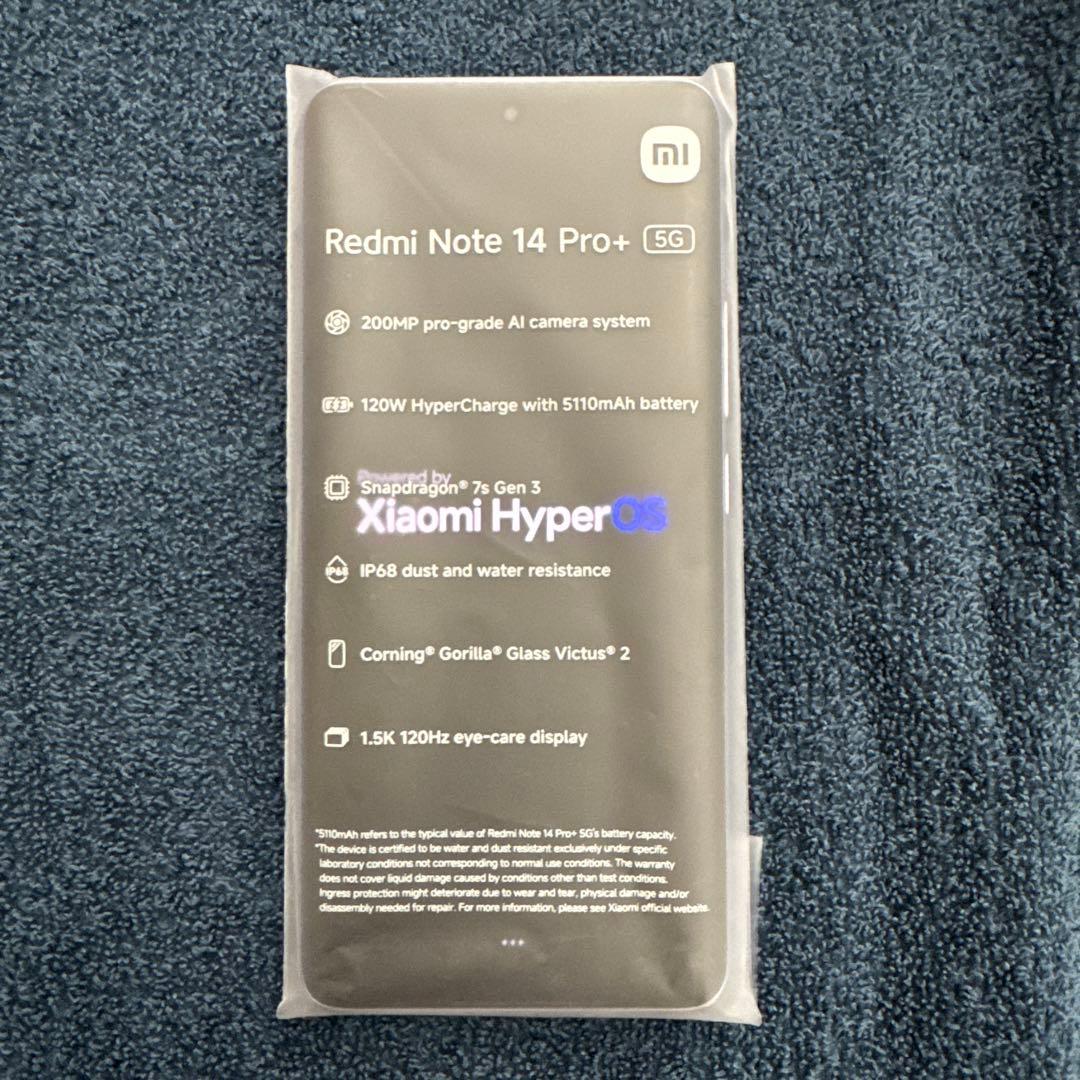 mi
Redmi Note 14 Pro+ 5G
200MP pro-grade AI camera system
120W HyperCharge with 5110mAh battery
Powered by
Snapdragon® 7s Gen 3
Xiaomi HyperOS
IP68
IP68 dust and water resistance
Corning® Gorilla® Glass Victus® 2
1.5K 120Hz eye-care display
*5110mAh refers to the typical value of Redmi Note 14 Pro+ 5G's battery capacity.
*The device is certified to be water and dust resistant exclusively under specific
laboratory conditions not corresponding to normal use conditions. The warranty
does not cover liquid damage caused by conditions other than test conditions.
Ingress protection might deteriorate due to wear and tear, physical damage and/or
disassembly needed for repair. For more information, please see Xiaomi official website.